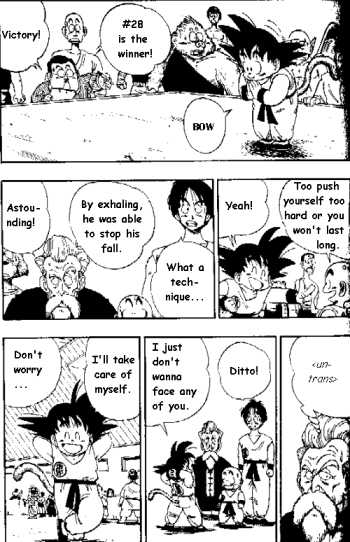 Victory!
#28
is the
winner!
BOW
Astou-
nding!
By exhaling,
he was able
to stop his
fall.
What a
tech-
nique...
Yeah!
Too push
yourself too
hard or you
won't last
long.
Don't
worry
...
I'll take
care of
myself.
I just
don't
wanna
face any
of you.
Ditto!
<un-
trans>